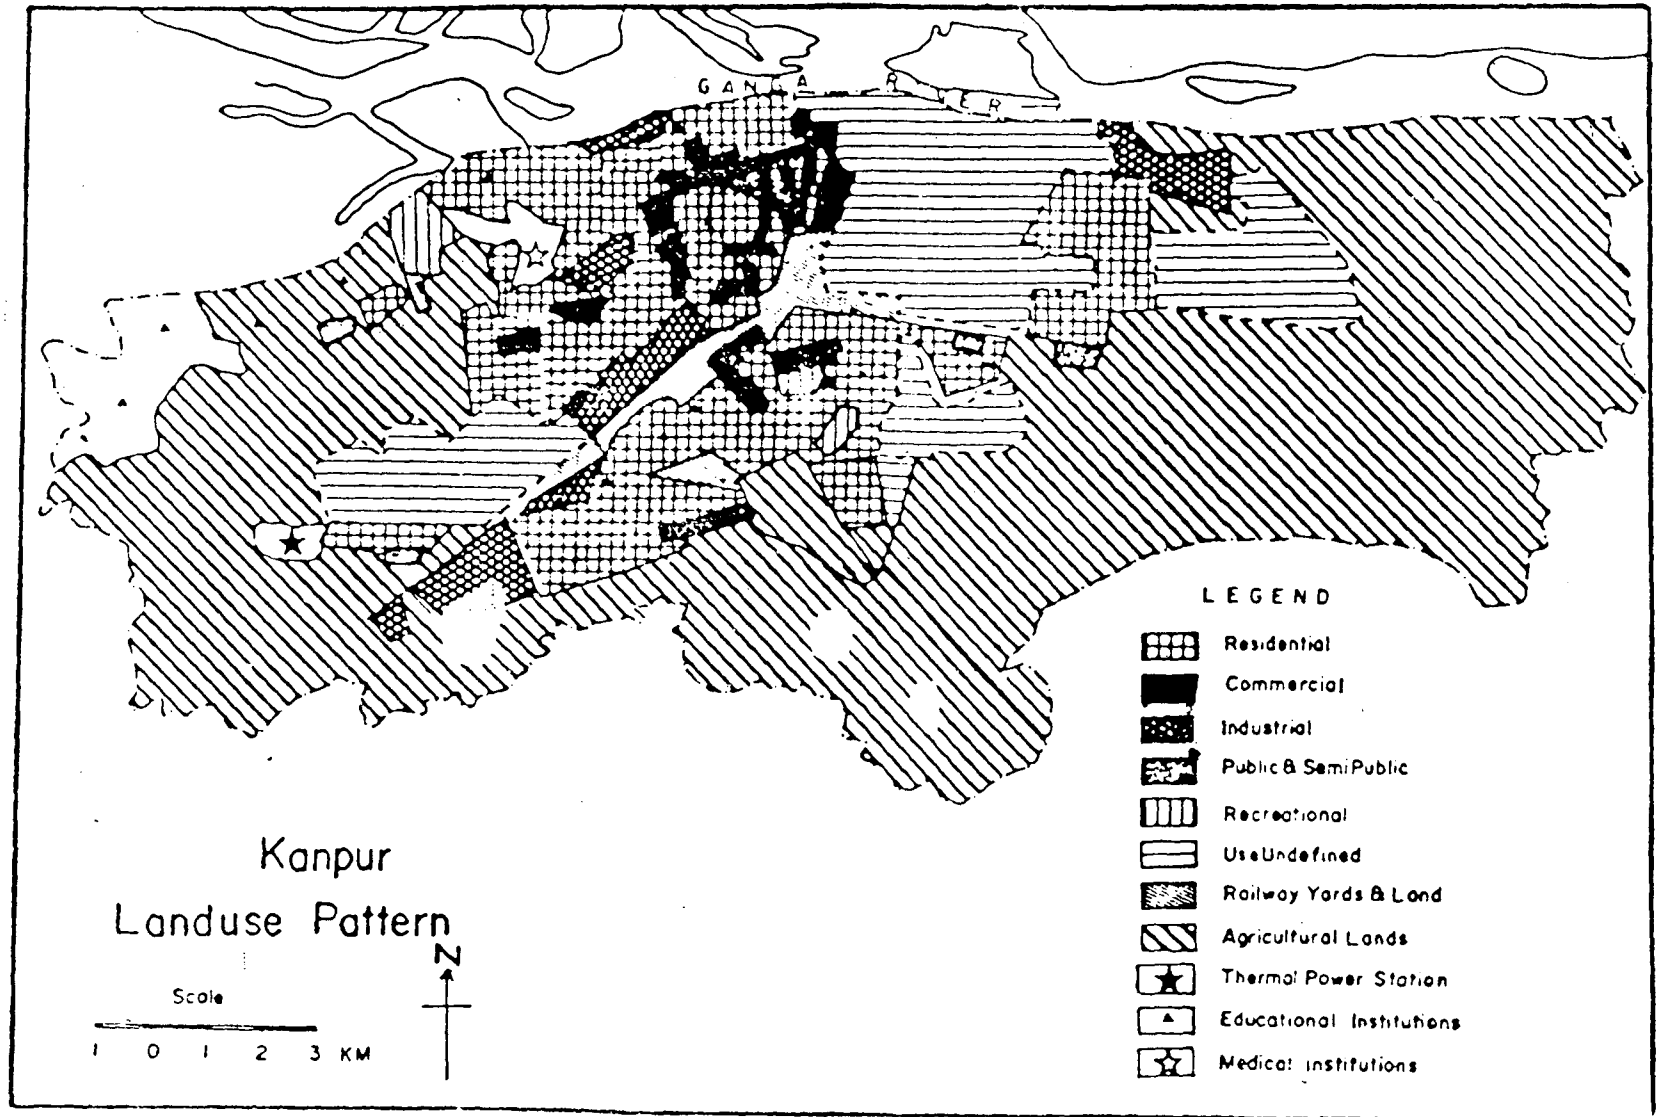 GANGA RIVER
LEGEND
Residential
Commercial
Industrial
Public & Semi Public
Recreational
Use Undefined
Railway Yards & Land
Agricultural Lands
Thermal Power Station
Educational Institutions
Medical Institutions
Kanpur
Landuse Pattern
N
Scale
1 0 1 2 3 KM